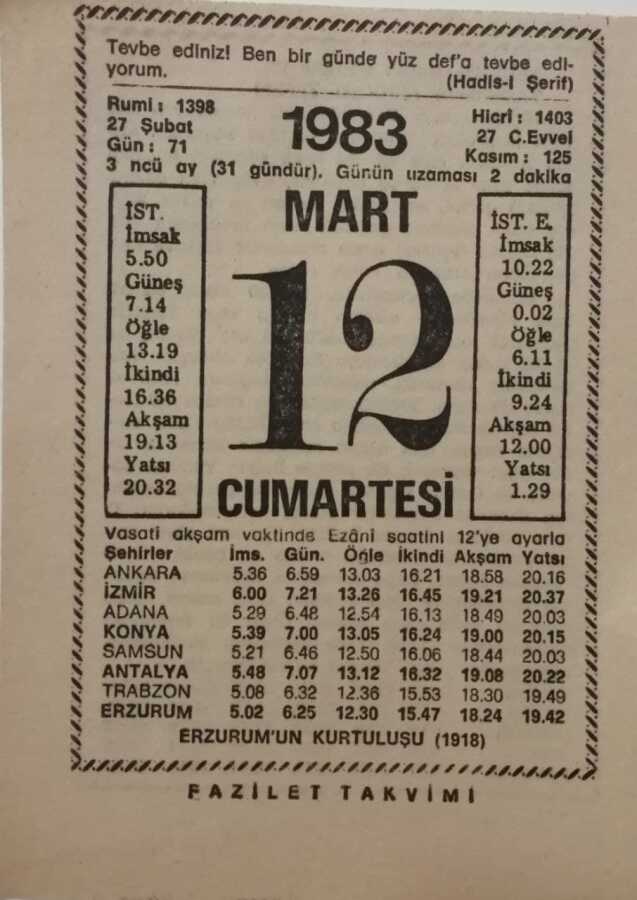 Tevbe ediniz! Ben bir günde yüz def'a tevbe edi-
yorum.
(Hadis-i Şerif)
Rumi : 1398
27 Şubat
Gün : 71
1983
Hicri : 1403
27 C.Evvel
Kasım : 125
3 ncü ay (31 gündür). Günün uzaması 2 dakika
MART
12
CUMARTESİ
İST.
İmsak
5.50
Güneş
7.14
Öğle
13.19
İkindi
16.36
Akşam
19.13
Yatsı
20.32
İST. E.
İmsak
10.22
Güneş
0.02
Öğle
6.11
İkindi
9.24
Akşam
12.00
Yatsı
1.29
Vasati akşam vaktinde Ezâni saatini 12'ye ayarla
Şehirler İms. Gün. Öğle İkindi Akşam Yatsı
ANKARA 5.36 6.59 13.03 16.21 18.58 20.16
İZMİR 6.00 7.21 13.26 16.45 19.21 20.37
ADANA 5.29 6.48 12.54 16.13 18.49 20.03
KONYA 5.39 7.00 13.05 16.24 19.00 20.15
SAMSUN 5.21 6.46 12.50 16.06 18.44 20.03
ANTALYA 5.48 7.07 13.12 16.32 19.08 20.22
TRABZON 5.08 6.32 12.36 15.53 18.30 19.49
ERZURUM 5.02 6.25 12.30 15.47 18.24 19.42
ERZURUM'UN KURTULUŞU (1918)
FAZİLET TAKVİMİ